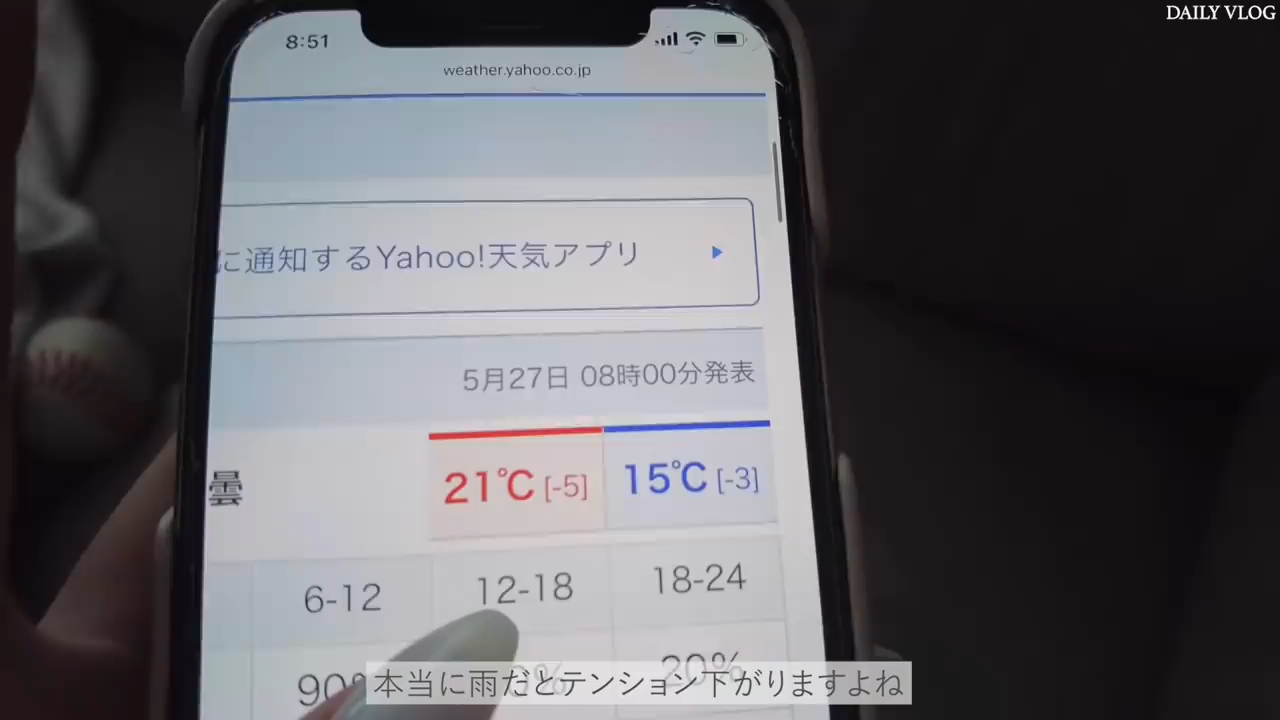 DAILY VLOG
8:51
weather.yahoo.co.jp
に通知するYahoo!天気アプリ
5月27日 08時00分発表
曇
21℃ [-5] 15℃ [-3]
6-12 12-18 18-24
20%
本当に雨だとテンション下がりますよね